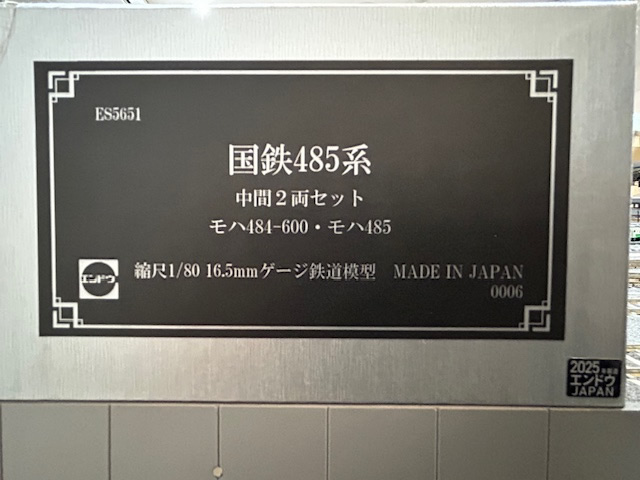 ES5651
国鉄485系
中間２両セット
モハ484-600・モハ485
エンドウ
縮尺1/80 16.5mmゲージ鉄道模型 MADE IN JAPAN
0006
2025
エンドウ
JAPAN